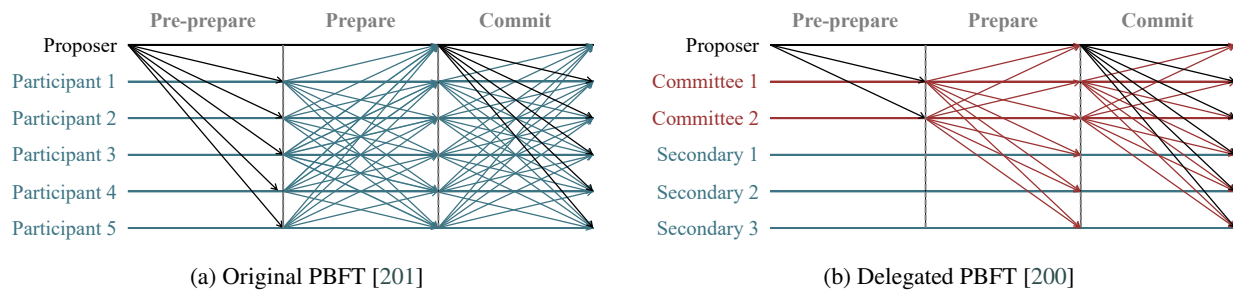 Pre-prepare Prepare Commit
Proposer
Participant 1
Participant 2
Participant 3
Participant 4
Participant 5
(a) Original PBFT [201]
Pre-prepare Prepare Commit
Proposer
Committee 1
Committee 2
Secondary 1
Secondary 2
Secondary 3
(b) Delegated PBFT [200]